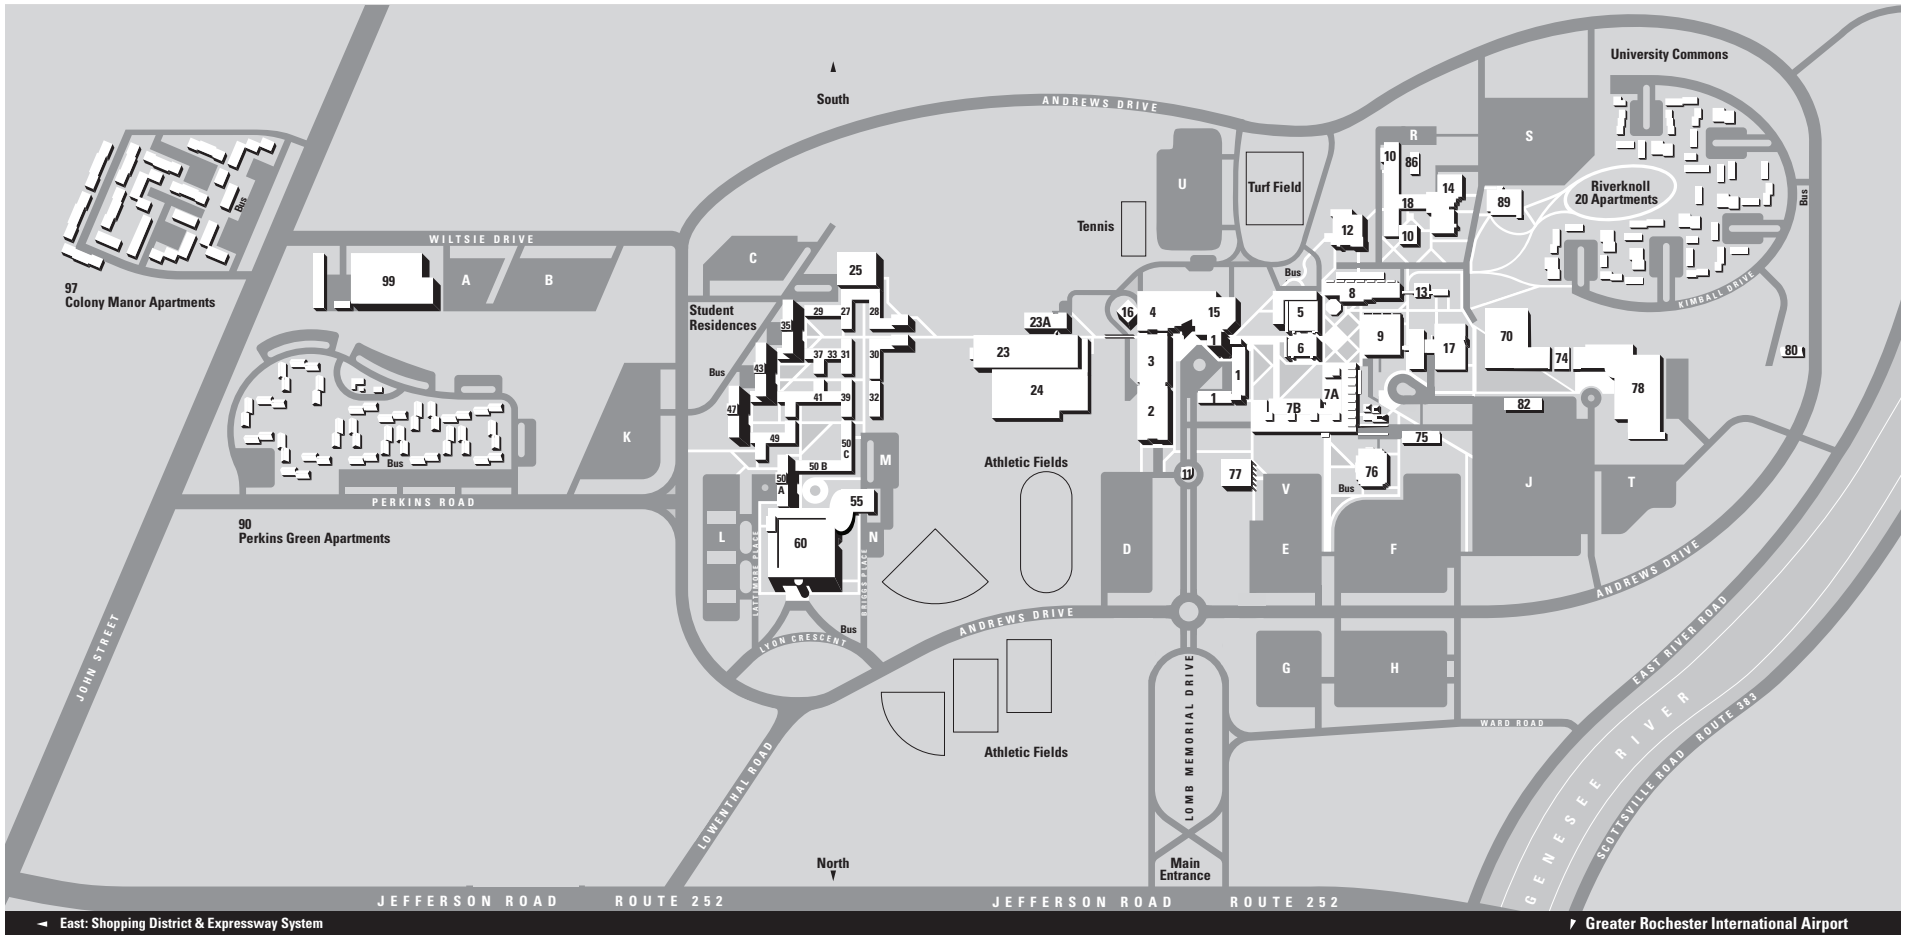 University Commons
South
ANDREWS DRIVE
R
S
10
86
U
Turf Field
14
Riverknoll
20 Apartments
Bus
Bus
18
89
Tennis
12
10
WILTSIE DRIVE
C
25
Bus
99
A
B
8
13
KIMBALL DRIVE
97
Colony Manor Apartments
Student
Residences
29
27
28
35
23A
16
4
15
5
9
70
1
6
17
80
37
33
31
30
23
3
74
Bus
43
1
78
24
7A
41
39
32
1
82
47
2
7B
K
49
50
C
75
M
Bus
50 B
Athletic Fields
11
77
76
50
A
V
Bus
J
T
PERKINS ROAD
55
90
Perkins Green Apartments
L
60
N
D
E
F
RATHMORE PLACE
BRIGGS PLACE
ANDREWS DRIVE
ANDREWS DRIVE
Bus
LYON CRESCENT
JOHN STREET
EAST RIVER ROAD
G
H
LOMB MEMORIAL DRIVE
GENESEE RIVER
SCOTTSVILLE ROAD ROUTE 383
WARD ROAD
Athletic Fields
LOWENTHAL ROAD
North
Main
Entrance
JEFFERSON ROAD ROUTE 252
JEFFERSON ROAD ROUTE 252
East: Shopping District & Expressway System
Greater Rochester International Airport